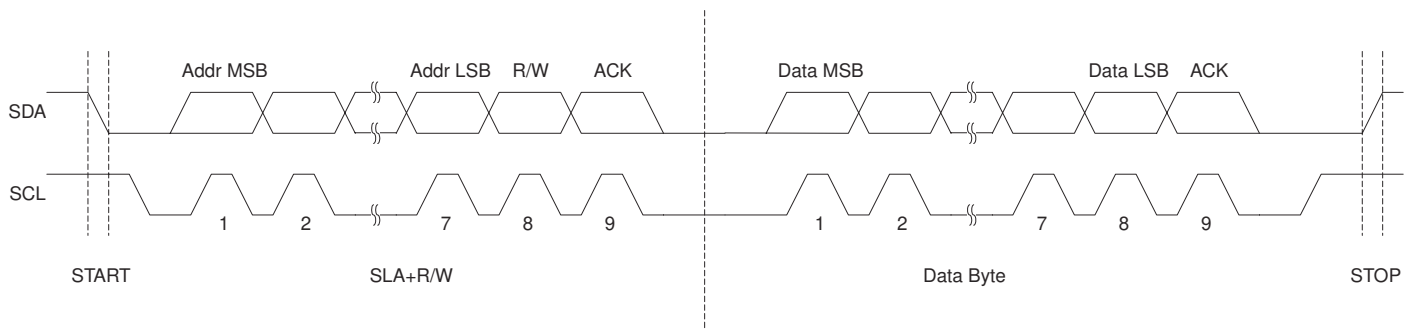 Addr MSB Addr LSB R/W ACK Data MSB Data LSB ACK
SDA
SCL
1 2 7 8 9 1 2 7 8 9
START SLA+R/W Data Byte STOP